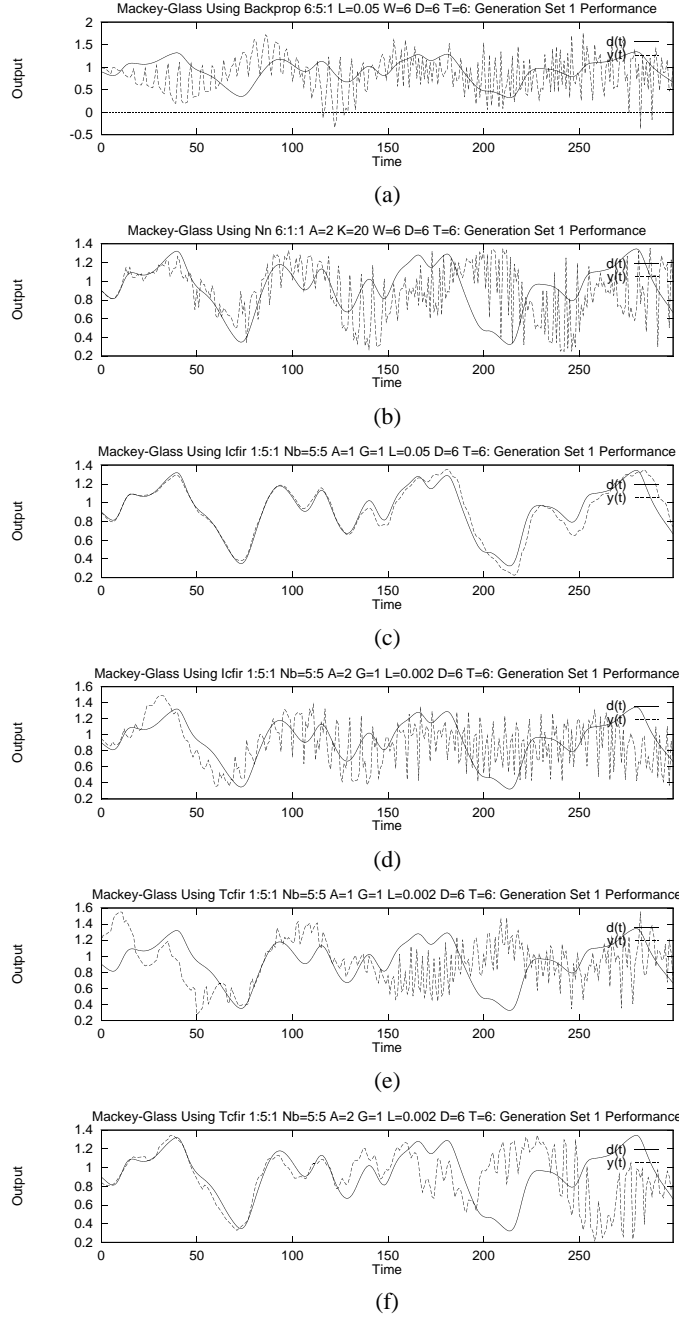 Mackey-Glass Using Backprop 6:5:1 L=0.05 W=6 D=6 T=6: Generation Set 1 Performance
2
1.5
1
0.5
0
-0.5
Output
d(t)
y(t)
0 50 100 150 200 250
Time
(a)
Mackey-Glass Using Nn 6:1:1 A=2 K=20 W=6 D=6 T=6: Generation Set 1 Performance
1.4
1.2
1
0.8
0.6
0.4
0.2
Output
d(t)
y(t)
0 50 100 150 200 250
Time
(b)
Mackey-Glass Using Icfir 1:5:1 Nb=5:5 A=1 G=1 L=0.05 D=6 T=6: Generation Set 1 Performance
1.4
1.2
1
0.8
0.6
0.4
0.2
Output
d(t)
y(t)
0 50 100 150 200 250
Time
(c)
Mackey-Glass Using Icfir 1:5:1 Nb=5:5 A=2 G=1 L=0.002 D=6 T=6: Generation Set 1 Performance
1.6
1.4
1.2
1
0.8
0.6
0.4
0.2
Output
d(t)
y(t)
0 50 100 150 200 250
Time
(d)
Mackey-Glass Using Tcfir 1:5:1 Nb=5:5 A=1 G=1 L=0.002 D=6 T=6: Generation Set 1 Performance
1.6
1.4
1.2
1
0.8
0.6
0.4
0.2
Output
d(t)
y(t)
0 50 100 150 200 250
Time
(e)
Mackey-Glass Using Tcfir 1:5:1 Nb=5:5 A=2 G=1 L=0.002 D=6 T=6: Generation Set 1 Performance
1.4
1.2
1
0.8
0.6
0.4
0.2
Output
d(t)
y(t)
0 50 100 150 200 250
Time
(f)